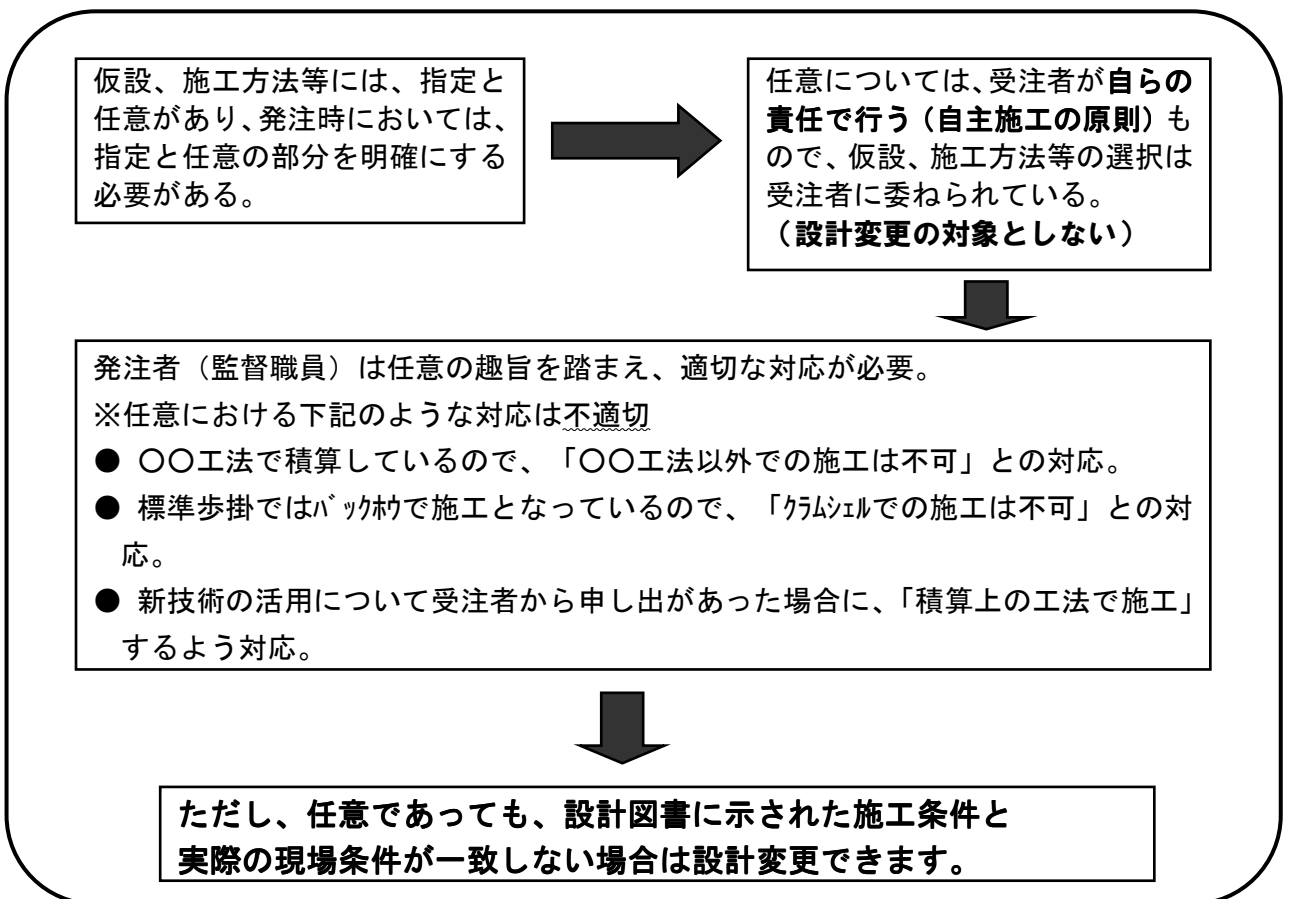 仮設、施工方法等には、指定と
任意があり、発注時においては、
指定と任意の部分を明確にする
必要がある。
任意については、受注者が自らの
責任で行う（自主施工の原則）も
ので、仮設、施工方法等の選択は
受注者に委ねられている。
（設計変更の対象としない）
発注者（監督職員）は任意の趣旨を踏まえ、適切な対応が必要。
※任意における下記のような対応は不適切
● 〇〇工法で積算しているので、「〇〇工法以外での施工は不可」との対応。
● 標準歩掛ではﾊﾞｯｸﾎｳで施工となっているので、「ｸﾗﾑｼｪﾙでの施工は不可」との対
応。
● 新技術の活用について受注者から申し出があった場合に、「積算上の工法で施工」
するよう対応。
ただし、任意であっても、設計図書に示された施工条件と
実際の現場条件が一致しない場合は設計変更できます。